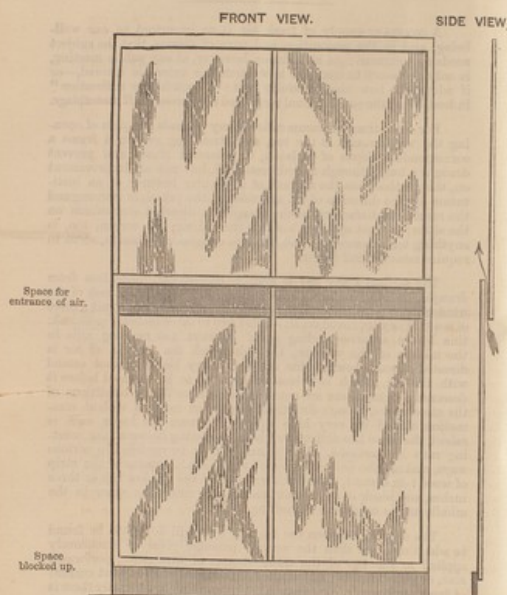 FRONT VIEW.
SIDE VIEW
Space for
entrance of air.
Space
blocked up.